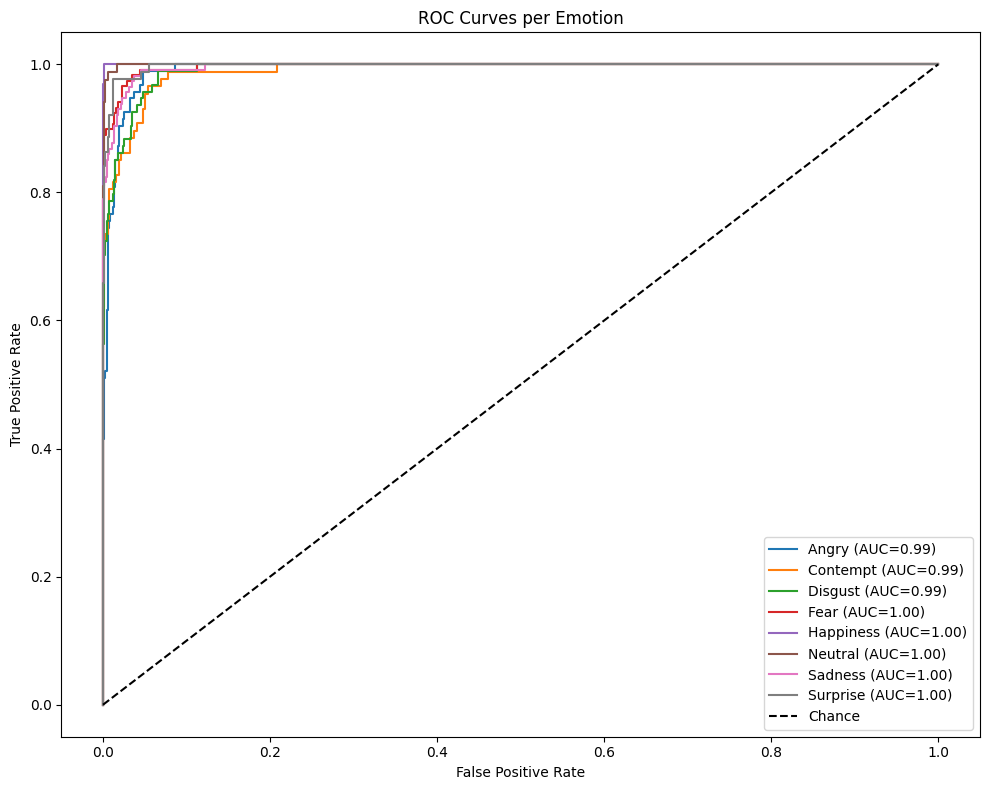 ROC Curves per Emotion
True Positive Rate
1.0
0.8
0.6
0.4
0.2
0.0
Angry (AUC=0.99)
Contempt (AUC=0.99)
Disgust (AUC=0.99)
Fear (AUC=1.00)
Happiness (AUC=1.00)
Neutral (AUC=1.00)
Sadness (AUC=1.00)
Surprise (AUC=1.00)
Chance
0.0 0.2 0.4 0.6 0.8 1.0
False Positive Rate